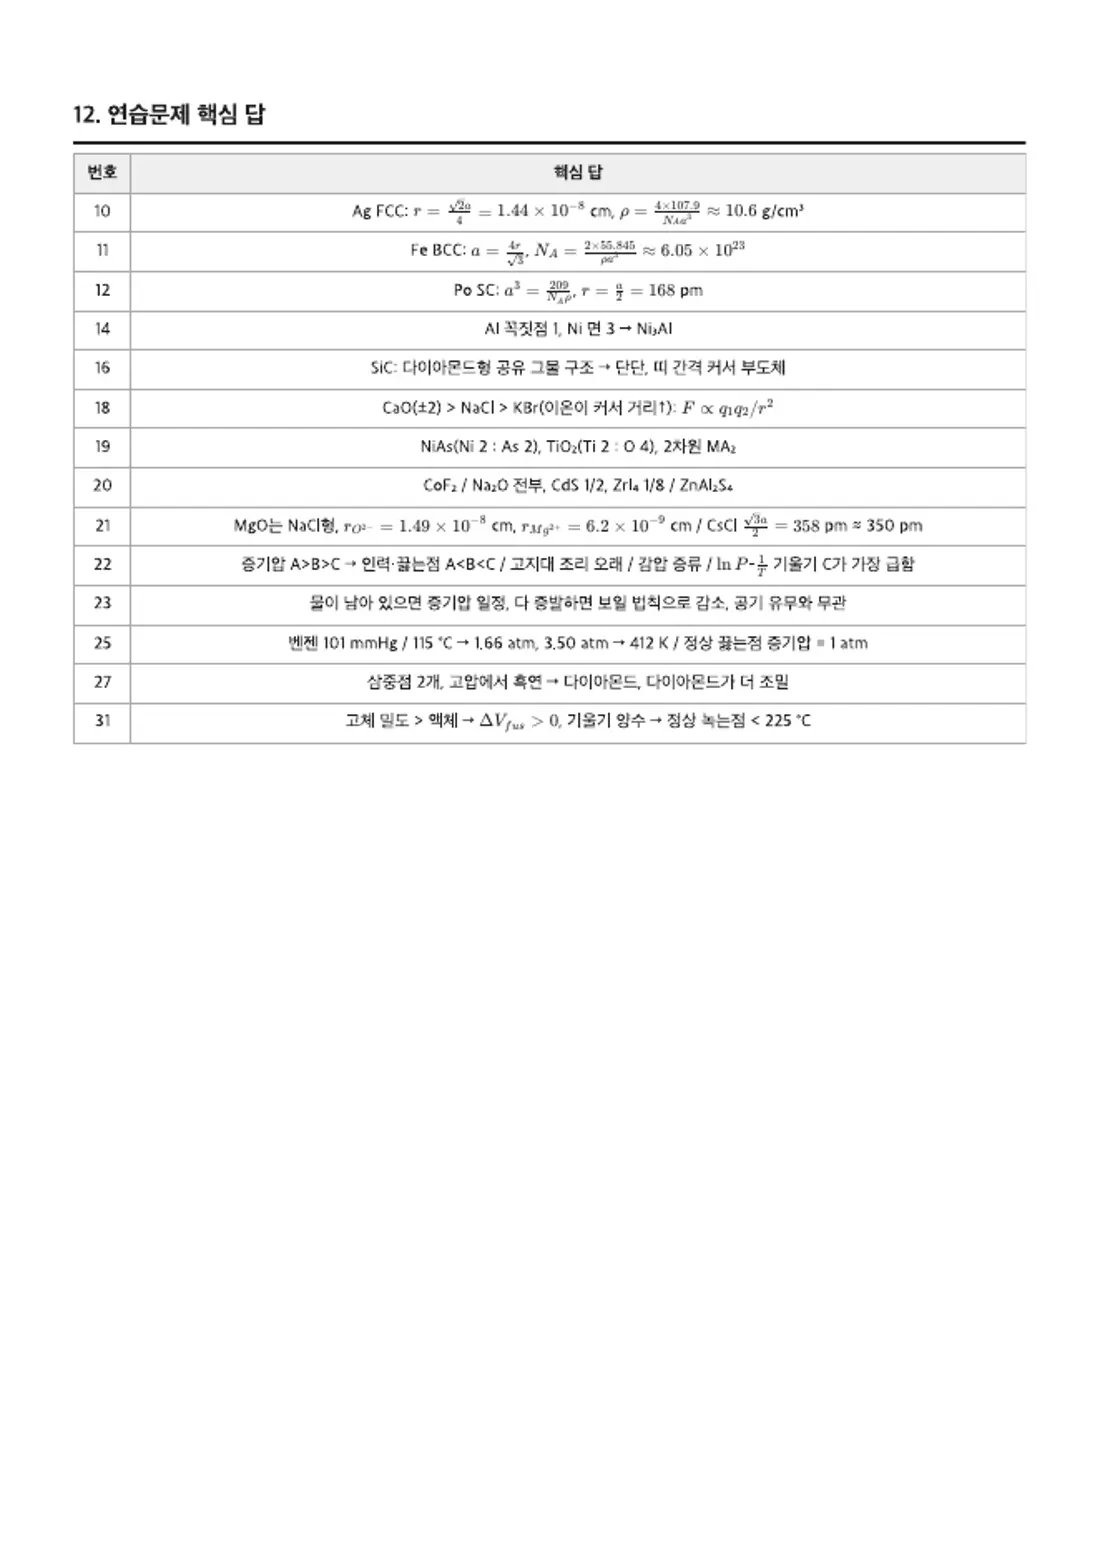 12. 연습문제 핵심 답
번호 핵심 답
10 Ag FCC: r = √2a/4 = 1.44 × 10⁻⁸ cm, ρ = 4×107.9/N_A a³ ≈ 10.6 g/cm³
11 Fe BCC: a = 4r/√3, N_A = 2×55.845/ρa³ ≈ 6.05 × 10²³
12 Po SC: a³ = 209/N_A ρ, r = a/2 = 168 pm
14 Al 꼭짓점 1, Ni 면 3 → Ni₃Al
16 SiC: 다이아몬드형 공유 그물 구조 → 단단, 띠 간격 커서 부도체
18 CaO(±2) > NaCl > KBr(이온이 커서 거리↑): F ∝ q₁q₂/r²
19 NiAs(Ni 2 : As 2), TiO₂(Ti 2 : O 4), 2차원 MA₂
20 CoF₂ / Na₂O 전부, CdS 1/2, ZrI₄ 1/8 / ZnAl₂S₄
21 MgO는 NaCl형, r_O²⁻ = 1.49 × 10⁻⁸ cm, r_Mg²⁺ = 6.2 × 10⁻⁹ cm / CsCl √3a/2 = 358 pm ≈ 350 pm
22 증기압 A>B>C → 인력·끓는점 A<B<C / 고지대 조리 오래 / 감압 증류 / ln P-1/T 기울기 C가 가장 급함
23 물이 남아 있으면 증기압 일정, 다 증발하면 보일 법칙으로 감소, 공기 유무와 무관
25 벤젠 101 mmHg / 115 °C → 1.66 atm, 3.50 atm → 412 K / 정상 끓는점 증기압 = 1 atm
27 삼중점 2개, 고압에서 흑연 → 다이아몬드, 다이아몬드가 더 조밀
31 고체 밀도 > 액체 → ΔV_fus > 0, 기울기 양수 → 정상 녹는점 < 225 °C